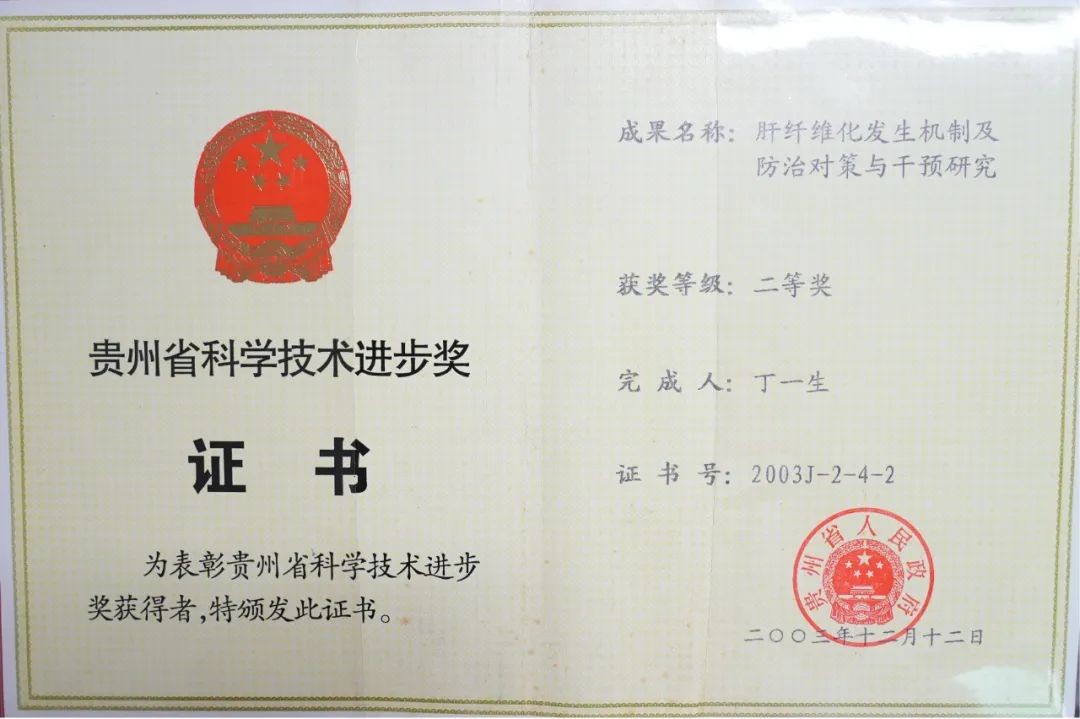 贵州省科学技术进步奖
证 书
为表彰贵州省科学技术进步
奖获得者,特颁发此证书。
成果名称：肝纤维化发生机制及
防治对策与干预研究
获奖等级：二等奖
完成人：丁一生
证书号：2003J-2-4-2
贵州省人民政府
二〇〇三年十二月十二日